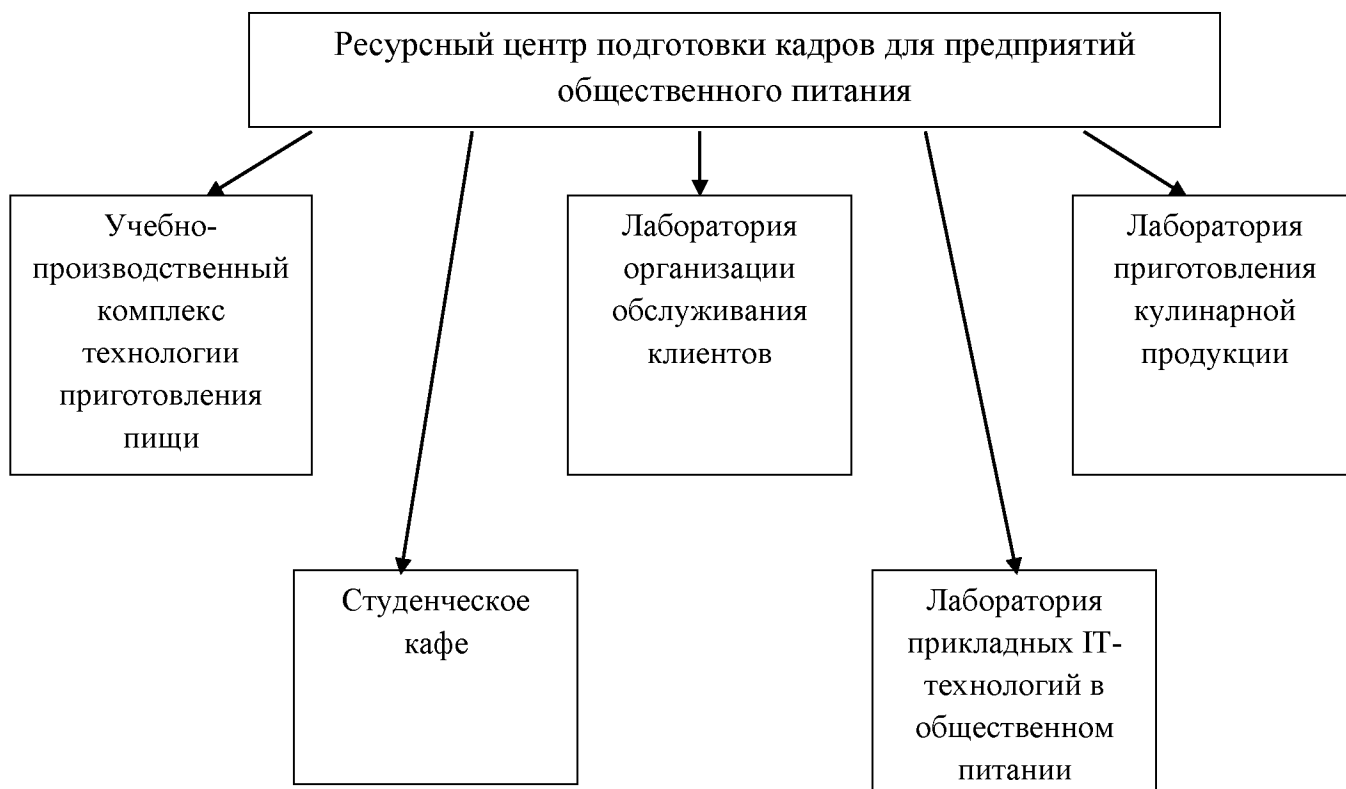 Ресурсный центр подготовки кадров для предприятий
общественного питания
Учебно-
производственный
комплекс
технологии
приготовления
пищи
Лаборатория
организации
обслуживания
клиентов
Лаборатория
приготовления
кулинарной
продукции
Студенческое
кафе
Лаборатория
прикладных IT-
технологий в
общественном
питании